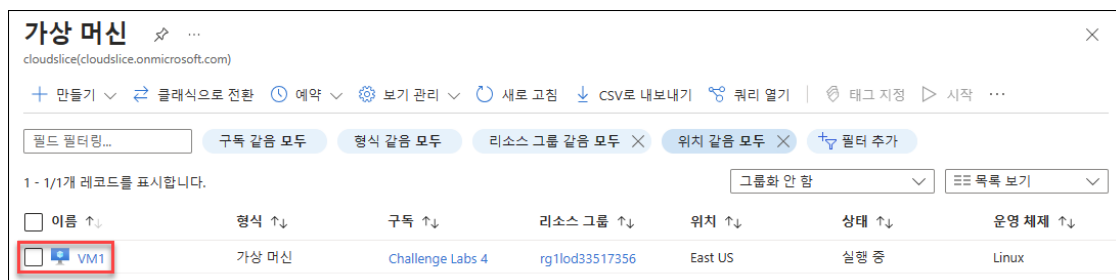 가상 머신 ...
cloudslice(cloudslice.onmicrosoft.com)
만들기 클래식으로 전환 예약 보기 관리 새로 고침 CSV로 내보내기 쿼리 열기 태그 지정 시작 ...
필드 필터링... 구독 같음 모두 형식 같음 모두 리소스 그룹 같음 모두 위치 같음 모두 필터 추가
1 - 1/1개 레코드를 표시합니다. 그룹화 안 함 목록 보기
이름 형식 구독 리소스 그룹 위치 상태 운영 체제
VM1 가상 머신 Challenge Labs 4 rg1lod33517356 East US 실행 중 Linux